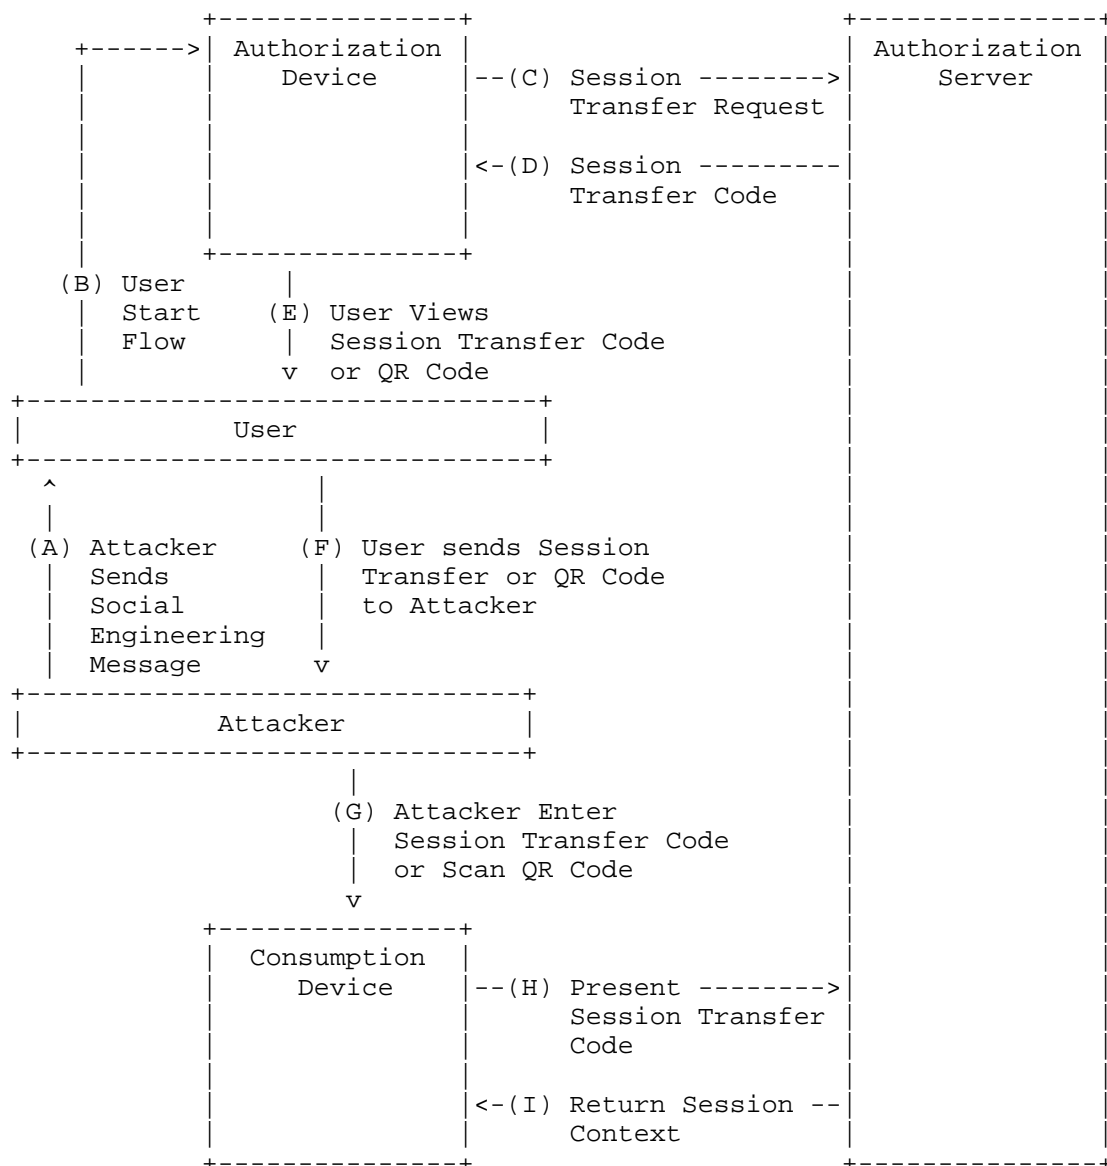 Authorization Authorization
Device --(C) Session --------> Server
Transfer Request
<-(D) Session ---------
Transfer Code
(B) User
Start (E) User Views
Flow Session Transfer Code
v or QR Code
User
^
(A) Attacker (F) User sends Session
Sends Transfer or QR Code
Social to Attacker
Engineering
Message v
Attacker
(G) Attacker Enter
Session Transfer Code
or Scan QR Code
v
Consumption
Device --(H) Present -------->
Session Transfer
Code
<-(I) Return Session --
Context